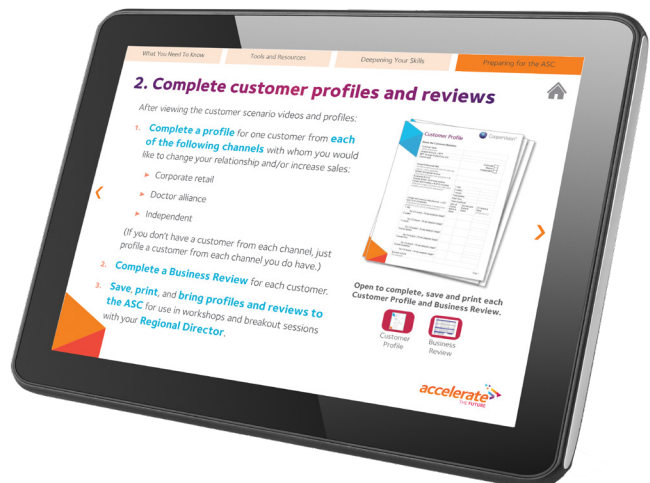 What You Need To Know
Tools and Resources
Deepening Your Skills
Preparing for the ASC
2. Complete customer profiles and reviews
After viewing the customer scenario videos and profiles:
1. Complete a profile for one customer from each
of the following channels with whom you would
like to change your relationship and/or increase sales:
► Corporate retail
► Doctor alliance
► Independent
(If you don't have a customer from each channel, just
profile a customer from each channel you do have.)
2. Complete a Business Review for each customer.
3. Save, print, and bring profiles and reviews to
the ASC for use in workshops and breakout sessions
with your Regional Director.
Customer Profile
CooperVision
Open to complete, save and print each
Customer Profile and Business Review.
Customer
Profile
Business
Review
accelerate
THE FUTURE